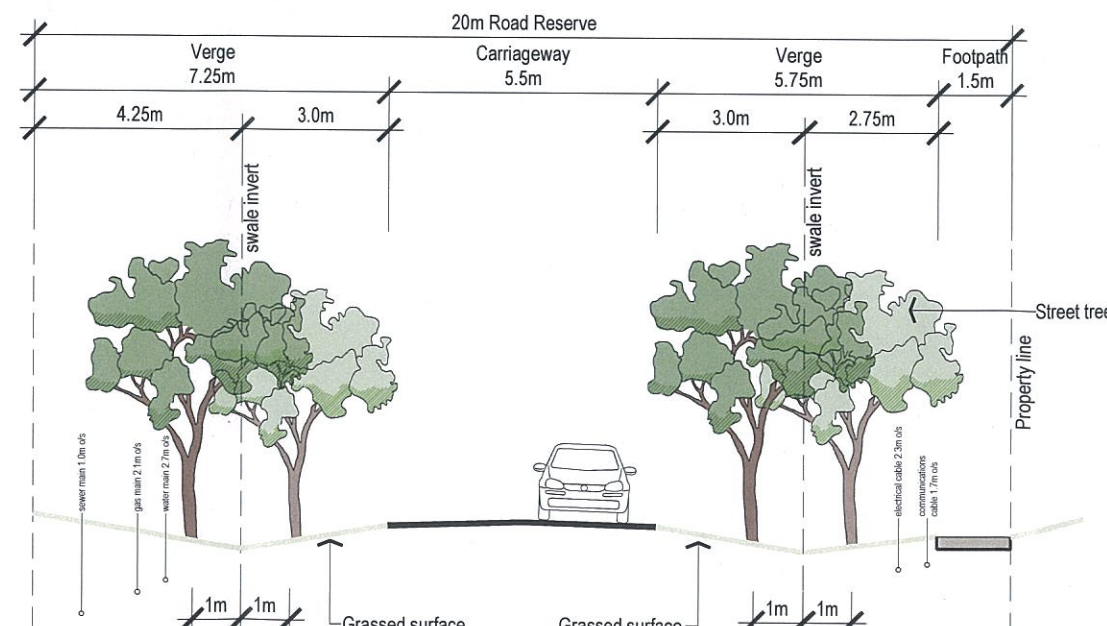 20m Road Reserve
Verge
7.25m
Carriageway
5.5m
Verge
5.75m
Footpath
1.5m
4.25m
3.0m
3.0m
2.75m
swale invert
swale invert
Street tree
Property line
sewer main 1.0m o/s
gas main 2.1m o/s
water main 2.7m o/s
electrical cable 2.3m o/s
communications
cable 1.7m o/s
1m
1m
Grassed surface
Grassed surface
1m
1m